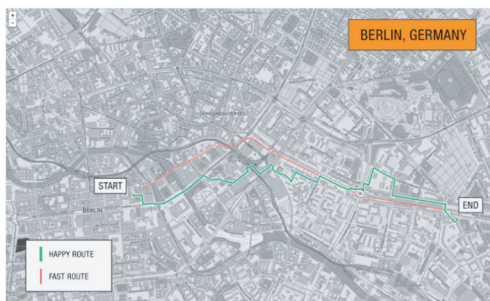 BERLIN, GERMANY
START
BERLIN
END
HAPPY ROUTE
FAST ROUTE